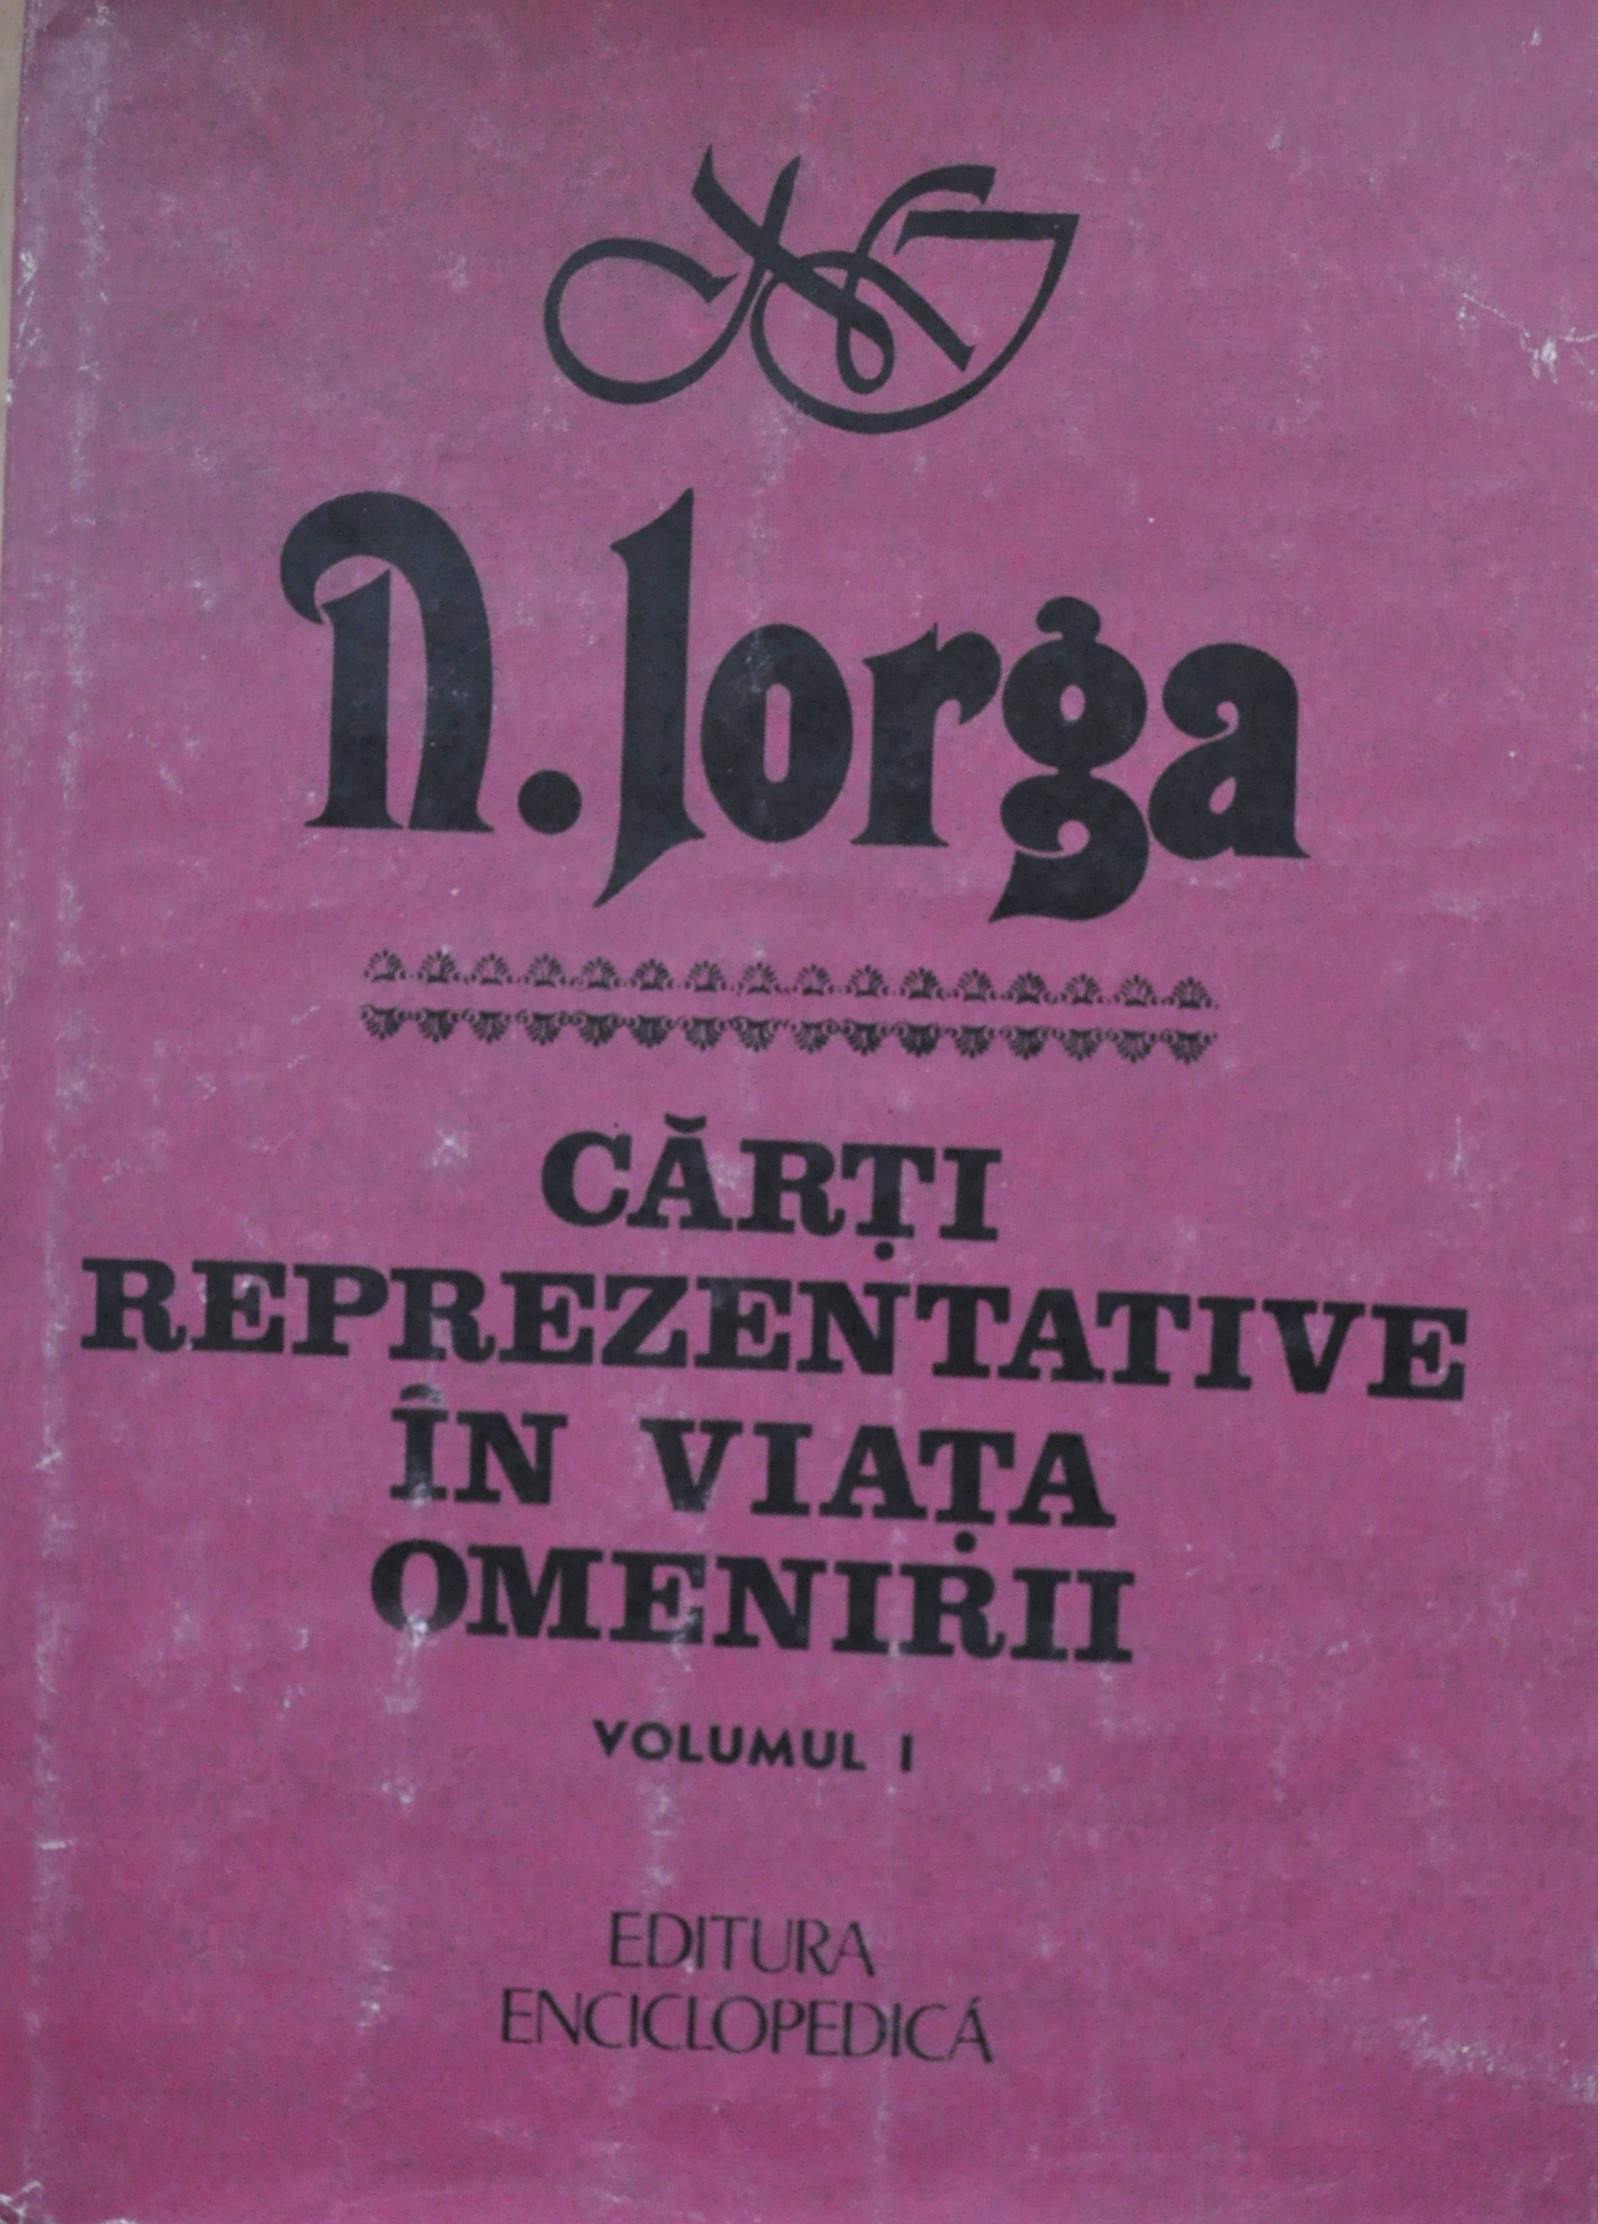 N. Iorga
CĂRȚI
REPREZENTATIVE
ÎN VIAȚA
OMENIRII
VOLUMUL I
EDITURA
ENCICLOPEDICĂ